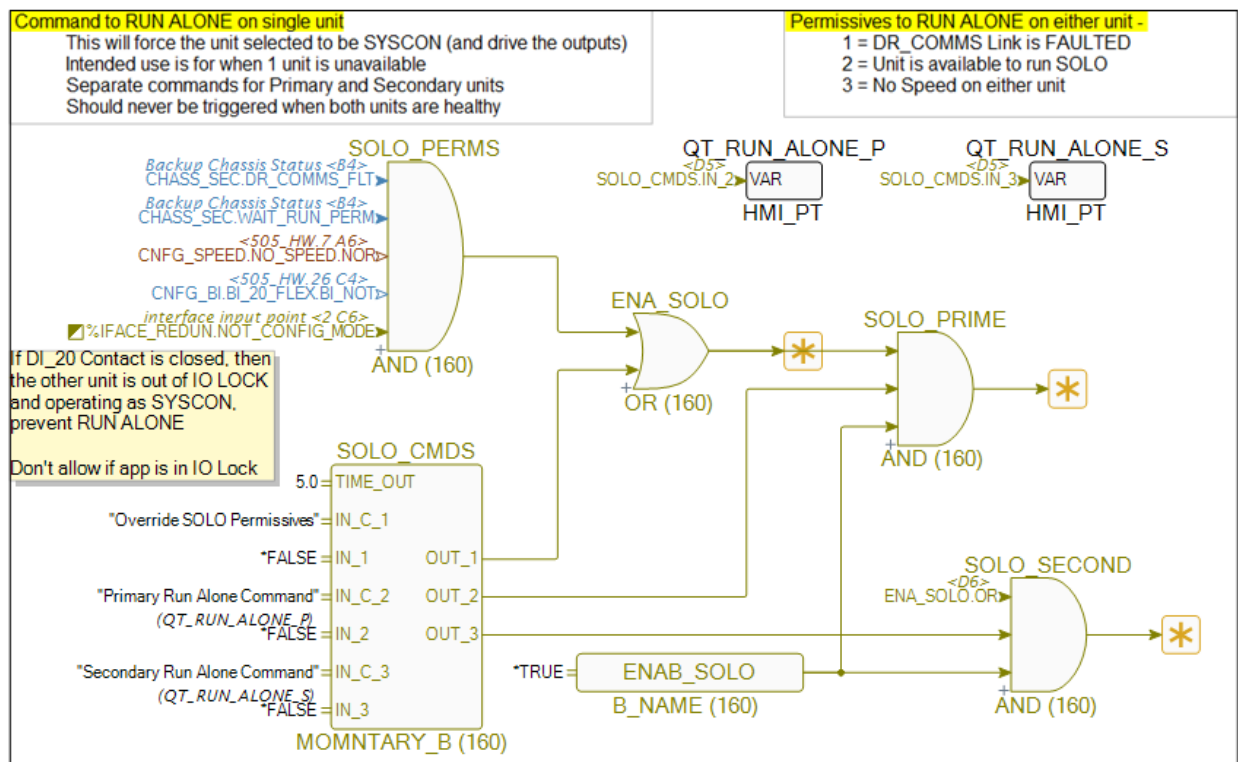 Command to RUN ALONE on single unit
This will force the unit selected to be SYSCON (and drive the outputs)
Intended use is for when 1 unit is unavailable
Separate commands for Primary and Secondary units
Should never be triggered when both units are healthy
Permissives to RUN ALONE on either unit -
1 = DR_COMMS Link is FAULTED
2 = Unit is available to run SOLO
3 = No Speed on either unit
SOLO_PERMS
Backup Chassis Status <B4>
CHASS_SEC.DR_COMMS_FLT
Backup Chassis Status <B4>
CHASS_SEC.WAIT_RUN_PERM
<505_HW.7 A6>
CNFG_SPEED.NO_SPEED.NOR
<505_HW.26 C4>
CNFG_BI.BI_20_FLEX.BI_NOT
interface input point <2 C6>
%IFACE_REDUN.NOT_CONFIG_MODE
+
AND (160)
QT_RUN_ALONE_P
<D5>
SOLO_CMDS.IN_2
VAR
HMI_PT
QT_RUN_ALONE_S
<D5>
SOLO_CMDS.IN_3
VAR
HMI_PT
If DI_20 Contact is closed, then
the other unit is out of IO LOCK
and operating as SYSCON,
prevent RUN ALONE
Don't allow if app is in IO Lock
ENA_SOLO
+
OR (160)
SOLO_PRIME
+
AND (160)
SOLO_CMDS
5.0
TIME_OUT
"Override SOLO Permissives"
IN_C_1
*FALSE
IN_1
OUT_1
"Primary Run Alone Command"
IN_C_2
OUT_2
(QT_RUN_ALONE_P)
*FALSE
IN_2
OUT_3
"Secondary Run Alone Command"
IN_C_3
(QT_RUN_ALONE_S)
*FALSE
IN_3
MOMNTARY_B (160)
*TRUE
ENAB_SOLO
B_NAME (160)
SOLO_SECOND
<D6>
ENA_SOLO.OR
+
AND (160)